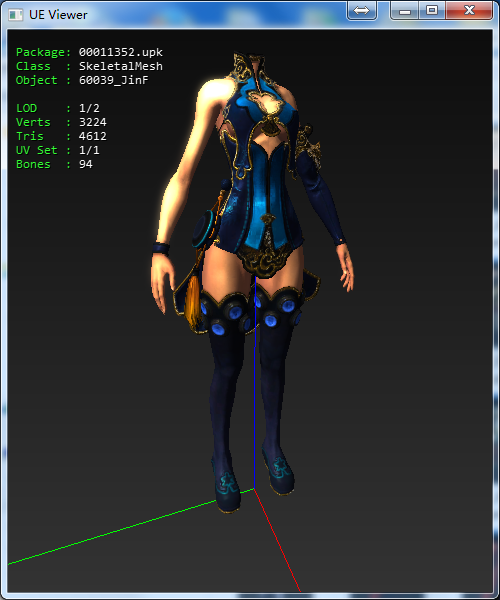 UE Viewer
Package: 00011352.upk
Class : SkeletalMesh
Object : 60039_JinF
LOD : 1/2
Verts : 3224
Tris : 4612
UV Set : 1/1
Bones : 94